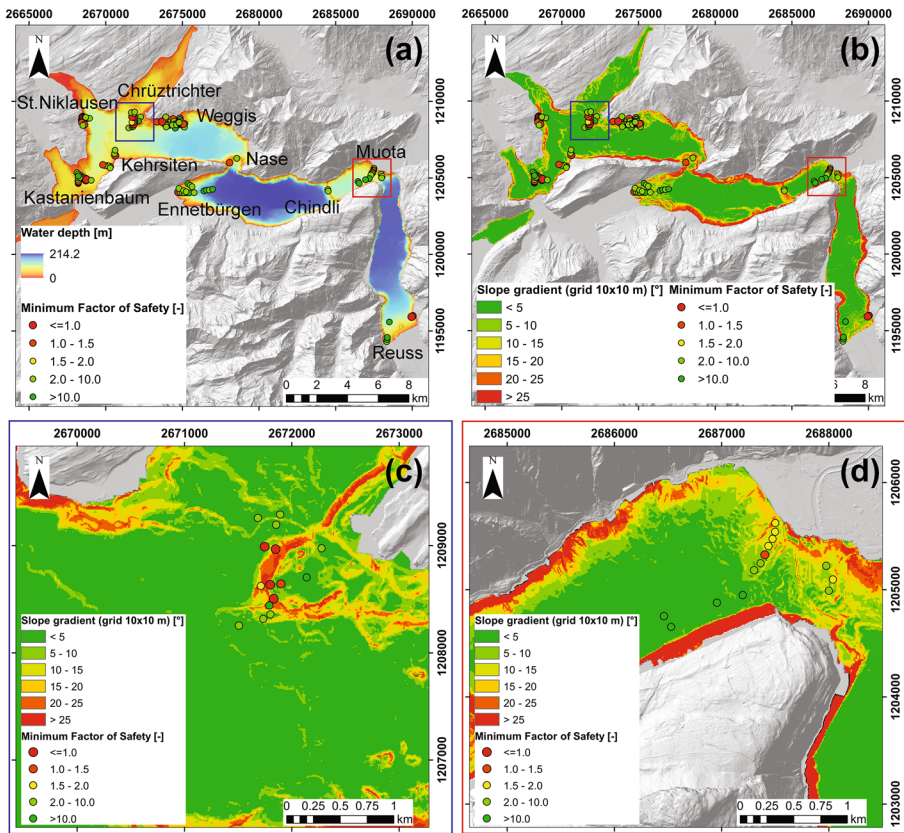 2665000 2670000 2675000 2680000 2685000 2690000
N
(a)
Chrüztrichter
St.Niklausen
Weggis
Kehrsiten
Nase
Muota
Kastanienbaum
Ennetbürgen
Chindli
Reuss
Water depth [m]
214.2
0
Minimum Factor of Safety [-]
<=1.0
1.0 - 1.5
1.5 - 2.0
2.0 - 10.0
>10.0
0 1 2 4 6 8
km
1210000
1205000
1200000
1195000
2665000 2670000 2675000 2680000 2685000 2690000
N
(b)
Slope gradient (grid 10x10 m) [°]
< 5
5 - 10
10 - 15
15 - 20
20 - 25
> 25
Minimum Factor of Safety [-]
<=1.0
1.0 - 1.5
1.5 - 2.0
2.0 - 10.0
>10.0
6 8
km
1210000
1205000
1200000
1195000
2670000 2671000 2672000 2673000
N
(c)
Slope gradient (grid 10x10 m) [°]
< 5
5 - 10
10 - 15
15 - 20
20 - 25
> 25
Minimum Factor of Safety [-]
<=1.0
1.0 - 1.5
1.5 - 2.0
2.0 - 10.0
>10.0
0 0.25 0.5 0.75 1
km
1209000
1208000
1207000
2685000 2686000 2687000 2688000
N
(d)
Slope gradient (grid 10x10 m) [°]
< 5
5 - 10
10 - 15
15 - 20
20 - 25
> 25
Minimum Factor of Safety [-]
<=1.0
1.0 - 1.5
1.5 - 2.0
2.0 - 10.0
>10.0
0 0.25 0.5 0.75 1
km
1206000
1205000
1204000
1203000